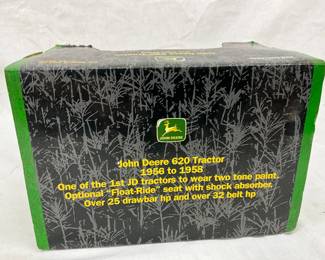 JOHN DEERE
John Deere 620 Tractor
1956 to 1958
One of the 1st JD tractors to wear two tone paint.
Optional "Float-Ride" seat with shock absorber.
Over 25 drawbar hp and over 32 belt hp